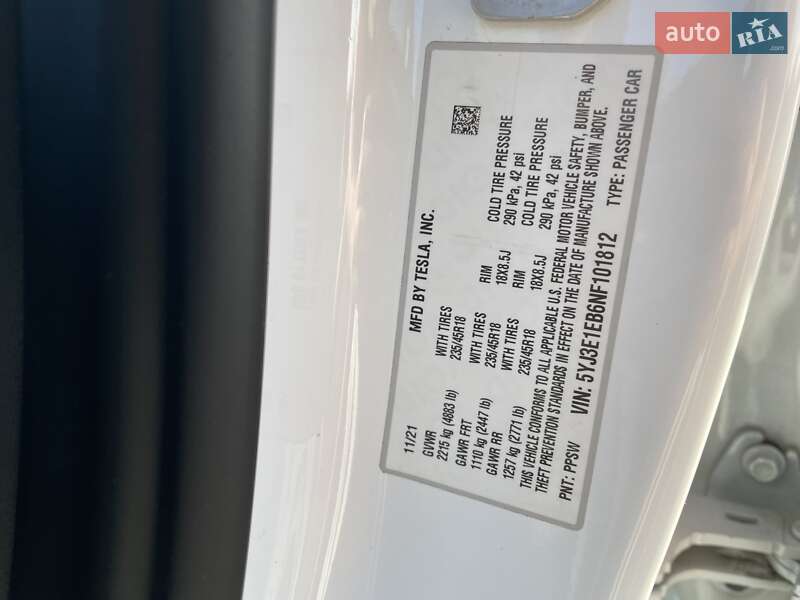 auto RIA
.com
MFD BY TESLA, INC.
11/21
GVWR
2215 kg (4883 lb) WITH TIRES 235/45R18 RIM 18X8.5J COLD TIRE PRESSURE 290 kPa, 42 psi
GAWR FRT
1110 kg (2447 lb) WITH TIRES 235/45R18 RIM 18X8.5J COLD TIRE PRESSURE 290 kPa, 42 psi
GAWR RR
1257 kg (2771 lb) WITH TIRES 235/45R18
THIS VEHICLE CONFORMS TO ALL APPLICABLE U.S. FEDERAL MOTOR VEHICLE SAFETY, BUMPER, AND
THEFT PREVENTION STANDARDS IN EFFECT ON THE DATE OF MANUFACTURE SHOWN ABOVE.
PNT: PPSW VIN: 5YJ3E1EB6NF101812 TYPE: PASSENGER CAR